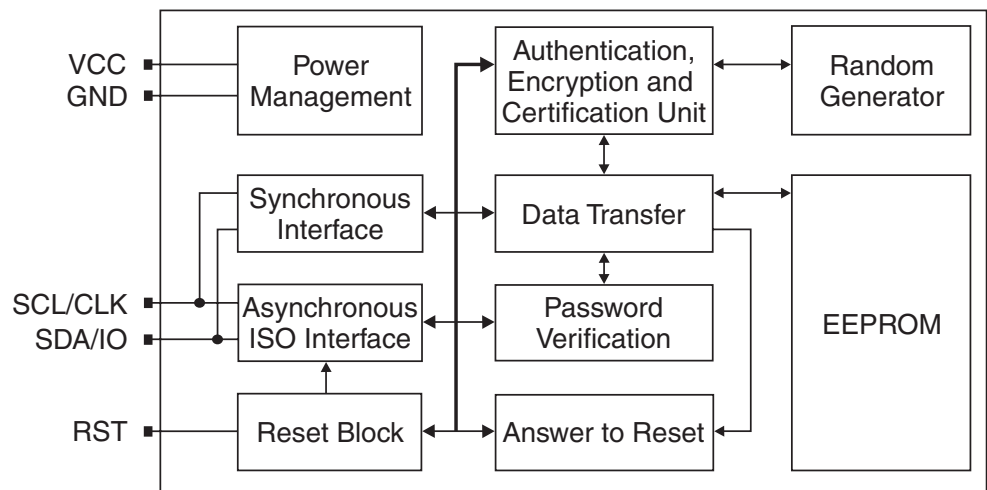 VCC
GND
Power
Management
Authentication,
Encryption and
Certification Unit
Random
Generator
Synchronous
Interface
Data Transfer
SCL/CLK
SDA/IO
Asynchronous
ISO Interface
Password
Verification
EEPROM
RST
Reset Block
Answer to Reset